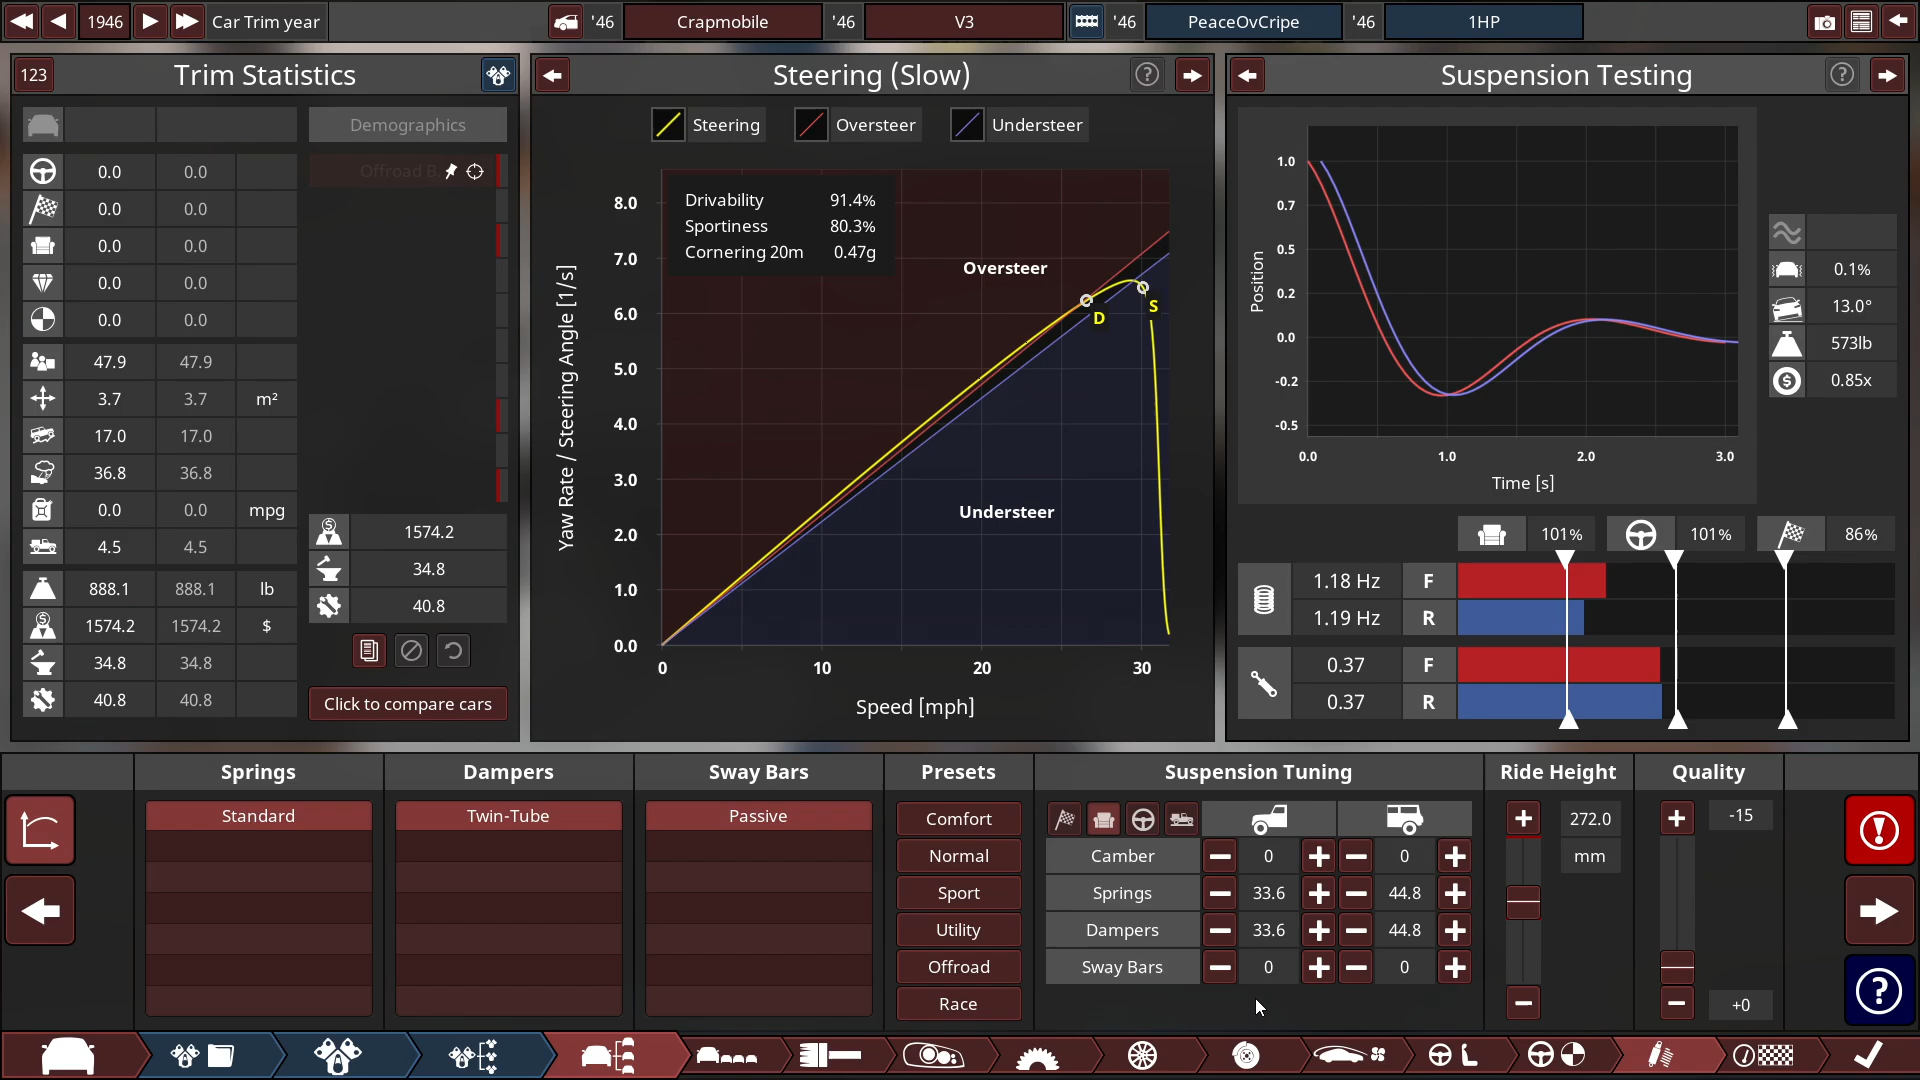 1946 Car Trim year '46 Crapmobile '46 V3 '46 PeaceOvCripe '46 1HP
123 Trim Statistics
Demographics
0.0 0.0
Offroad B
0.0 0.0
0.0 0.0
0.0 0.0
0.0 0.0
47.9 47.9
3.7 3.7 m²
17.0 17.0
36.8 36.8
0.0 0.0 mpg
4.5 4.5
888.1 888.1 lb
1574.2 1574.2 $
34.8 34.8
40.8 40.8
1574.2
34.8
40.8
Click to compare cars
Steering (Slow)
?
Steering Oversteer Understeer
Drivability 91.4%
Sportiness 80.3%
Cornering 20m 0.47g
Yaw Rate / Steering Angle [1/s]
8.0
7.0
6.0
5.0
4.0
3.0
2.0
1.0
0.0
Oversteer
D
S
Understeer
0 10 20 30
Speed [mph]
Suspension Testing
?
Position
1.0
0.7
0.5
0.2
0.0
-0.2
-0.5
0.0 1.0 2.0 3.0
Time [s]
0.1%
13.0°
573lb
$ 0.85x
101% 101% 86%
1.18 Hz F
1.19 Hz R
0.37 F
0.37 R
Springs
Standard
Dampers
Twin-Tube
Sway Bars
Passive
Presets
Comfort
Normal
Sport
Utility
Offroad
Race
Suspension Tuning
Camber 0 0
Springs 33.6 44.8
Dampers 33.6 44.8
Sway Bars 0 0
Ride Height
272.0
mm
Quality
-15
+0
?